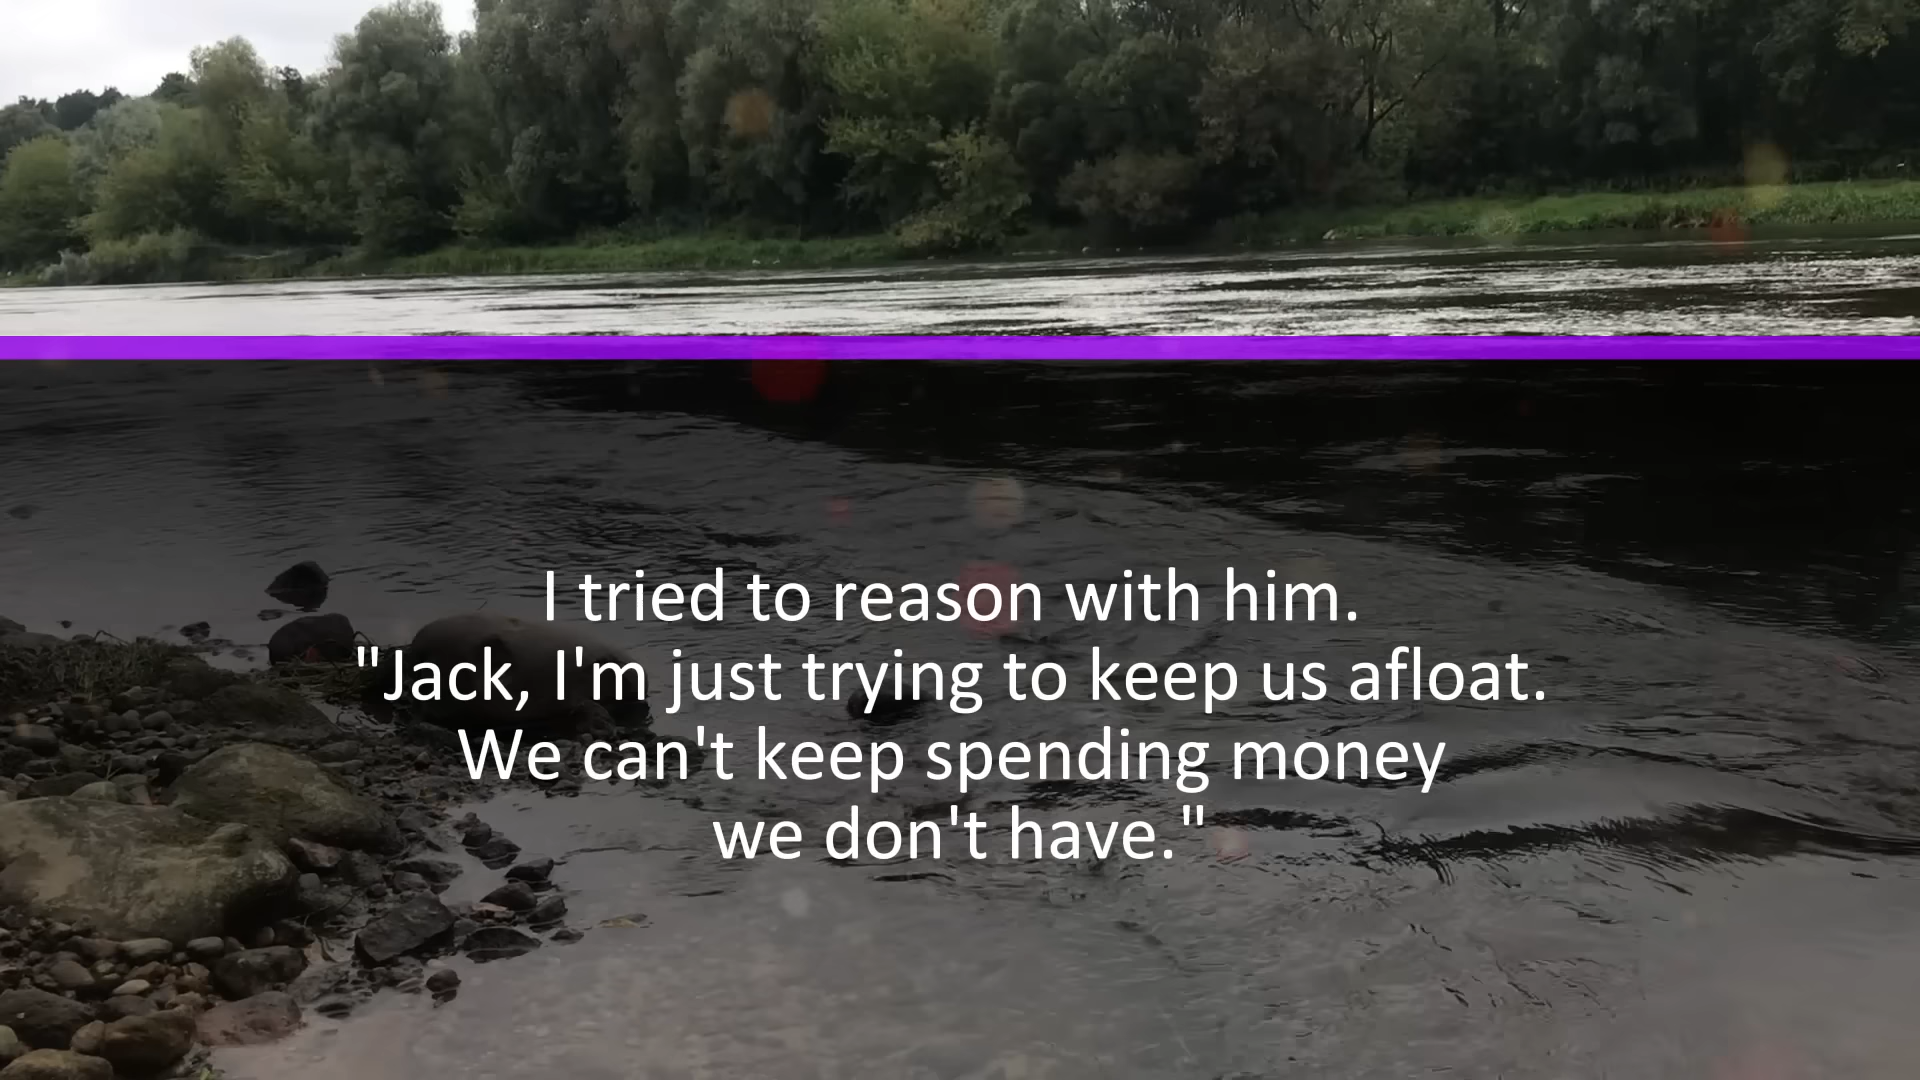 I tried to reason with him.
"Jack, I'm just trying to keep us afloat.
We can't keep spending money
we don't have."